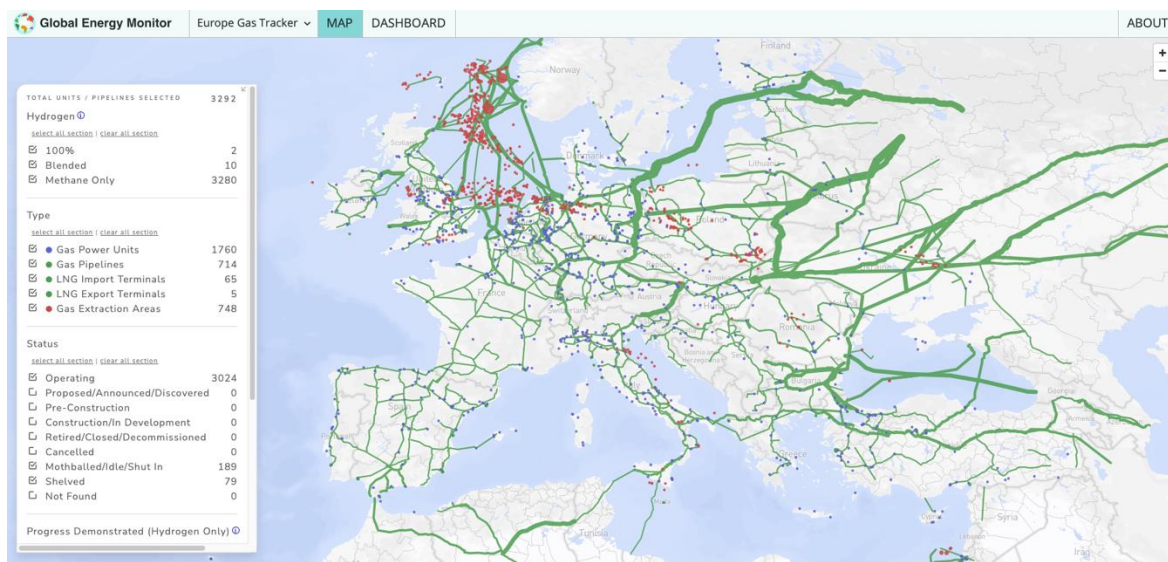 Global Energy Monitor
Europe Gas Tracker
MAP
DASHBOARD
ABOUT
+
−
TOTAL UNITS / PIPELINES SELECTED 3292
Hydrogen
select all section | clear all section
100% 2
Blended 10
Methane Only 3280
Type
select all section | clear all section
Gas Power Units 1760
Gas Pipelines 714
LNG Import Terminals 65
LNG Export Terminals 5
Gas Extraction Areas 748
Status
select all section | clear all section
Operating 3024
Proposed/Announced/Discovered 0
Pre-Construction 0
Construction/In Development 0
Retired/Closed/Decommissioned 0
Cancelled 0
Mothballed/Idle/Shut In 189
Shelved 79
Not Found 0
Progress Demonstrated (Hydrogen Only)
Finland
Norway
Scotland
Denmark
Lithuania
Poland
Wales
France
Austria
Romania
Bulgaria
Georgia
Italy
Spain
Greece
Syria
Tunisia
Malta
Iraq